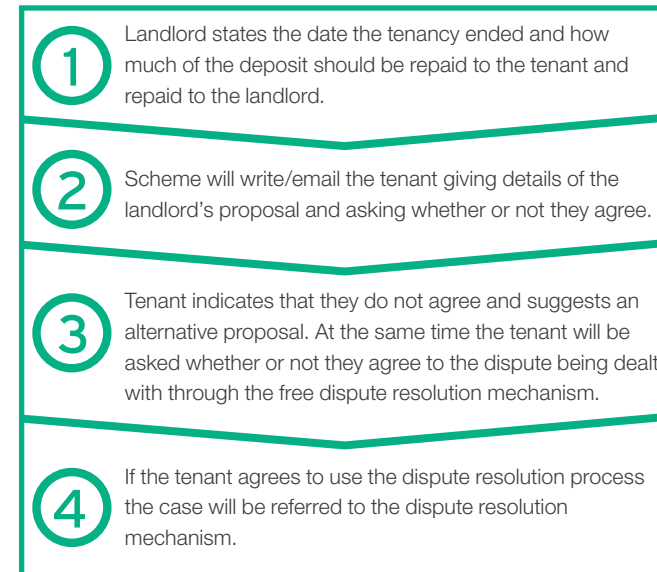 1
Landlord states the date the tenancy ended and how
much of the deposit should be repaid to the tenant and
repaid to the landlord.
2
Scheme will write/email the tenant giving details of the
landlord’s proposal and asking whether or not they agree.
3
Tenant indicates that they do not agree and suggests an
alternative proposal. At the same time the tenant will be
asked whether or not they agree to the dispute being dealt
with through the free dispute resolution mechanism.
4
If the tenant agrees to use the dispute resolution process
the case will be referred to the dispute resolution
mechanism.